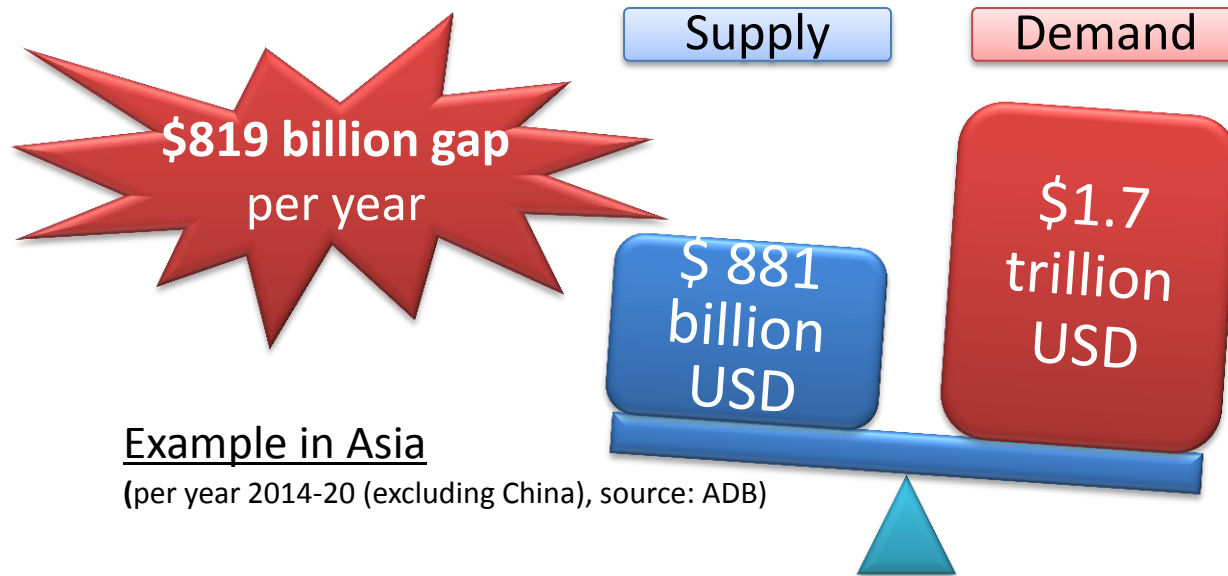 Supply
Demand
$819 billion gap
per year
$ 881
billion
USD
$1.7
trillion
USD
Example in Asia
(per year 2014-20 (excluding China), source: ADB)